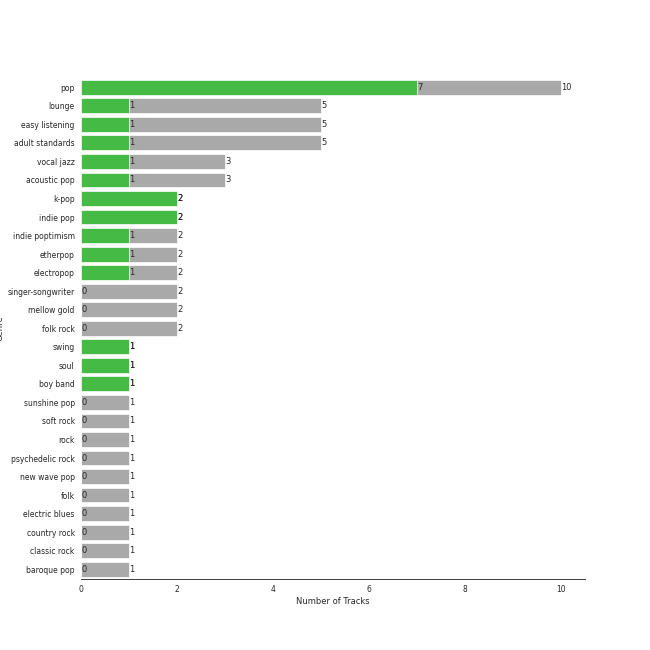 pop 7 10
lounge 1 5
easy listening 1 5
adult standards 1 5
vocal jazz 1 3
acoustic pop 1 3
k-pop 2
indie pop 2
indie poptimism 1 2
etherpop 1 2
electropop 1 2
singer-songwriter 0 2
mellow gold 0 2
folk rock 0 2
swing 1
soul 1
boy band 1
sunshine pop 0 1
soft rock 0 1
rock 0 1
psychedelic rock 0 1
new wave pop 0 1
folk 0 1
electric blues 0 1
country rock 0 1
classic rock 0 1
baroque pop 0 1
0 2 4 6 8 10
Number of Tracks